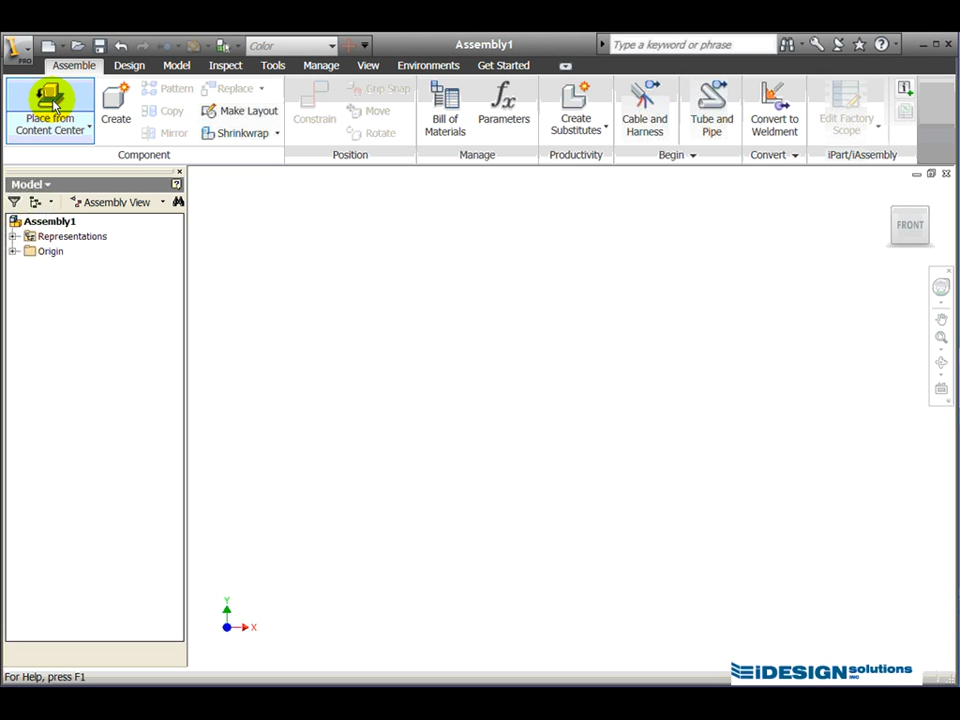 PRO
Color
Assembly1
Type a keyword or phrase
Assemble Design Model Inspect Tools Manage View Environments Get Started
Place from
Content Center
Create
Pattern
Copy
Mirror
Replace
Make Layout
Shrinkwrap
Component
Constrain
Grip Snap
Move
Rotate
Position
Bill of
Materials
Parameters
Manage
Create
Substitutes
Productivity
Cable and
Harness
Tube and
Pipe
Begin
Convert to
Weldment
Convert
Edit Factory
Scope
iPart/iAssembly
Model
Assembly View
Assembly1
Representations
Origin
FRONT
Y
X
For Help, press F1
iDESIGN solutions
INC